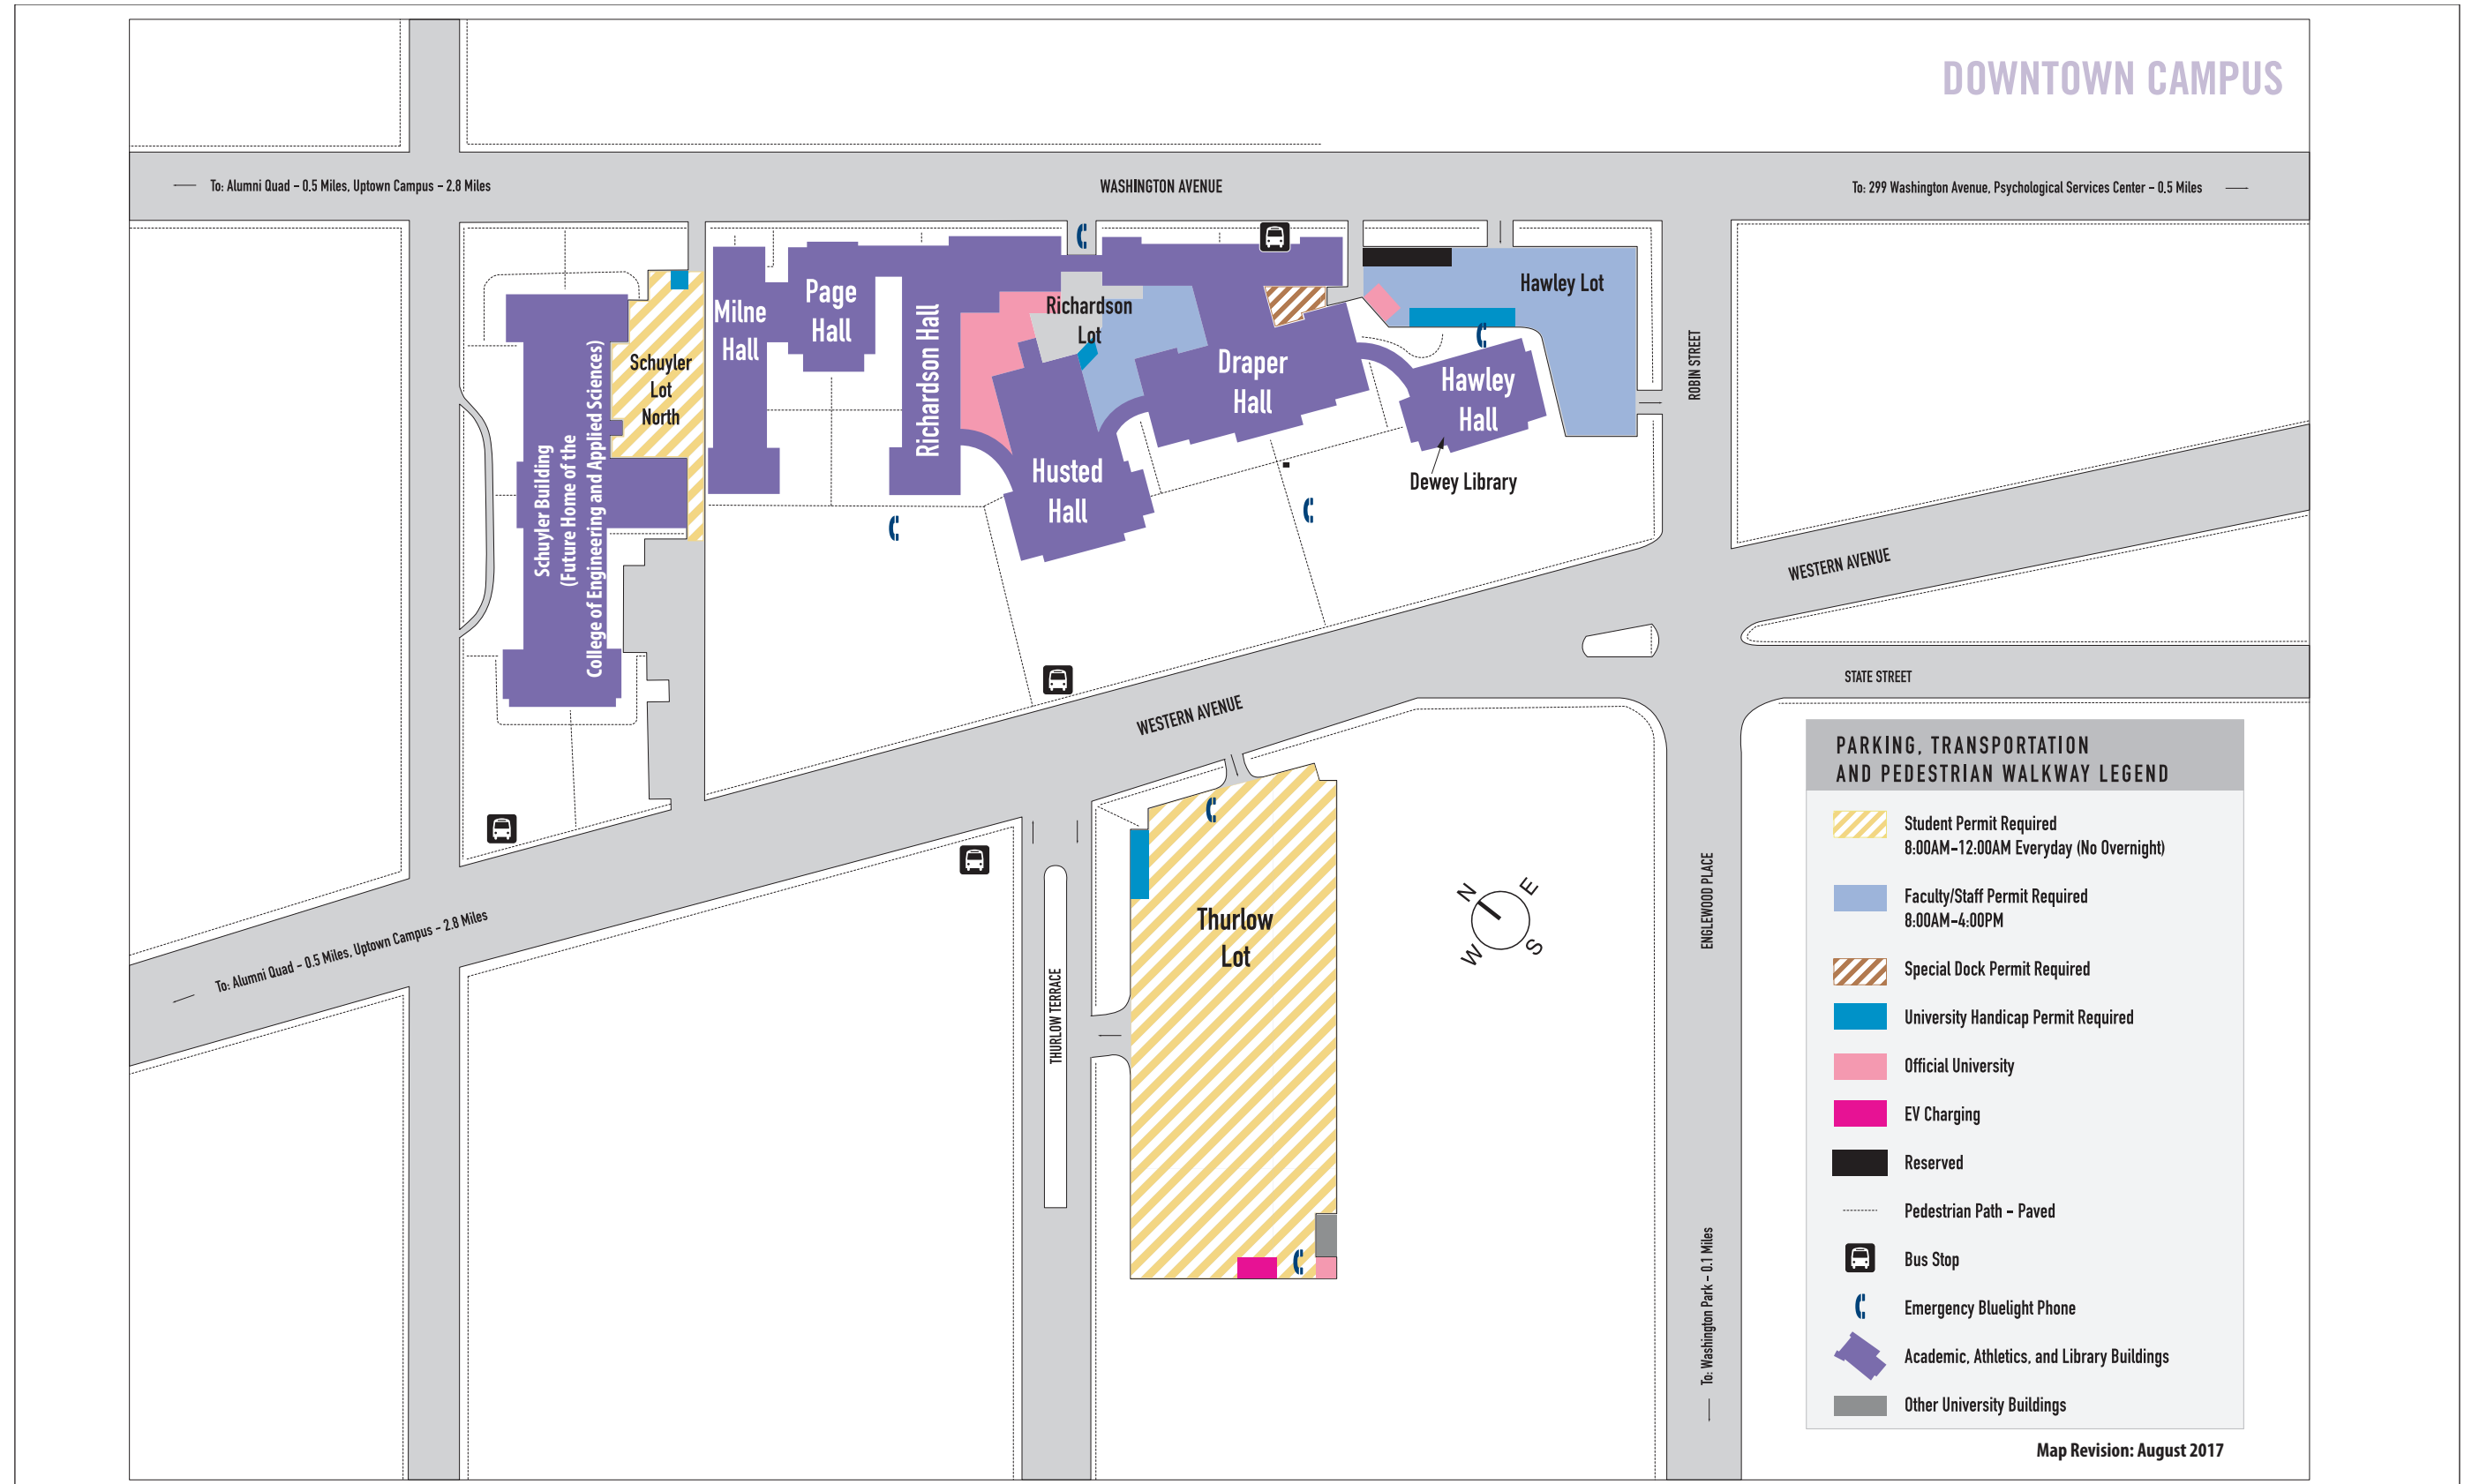 DOWNTOWN CAMPUS
To: Alumni Quad – 0.5 Miles, Uptown Campus – 2.8 Miles
WASHINGTON AVENUE
To: 299 Washington Avenue, Psychological Services Center – 0.5 Miles
Schuyler Building
(Future Home of the
College of Engineering and Applied Sciences)
Schuyler
Lot
North
Milne
Hall
Page
Hall
Richardson Hall
Richardson
Lot
Husted
Hall
Draper
Hall
Hawley Lot
Hawley
Hall
Dewey Library
ROBIN STREET
WESTERN AVENUE
STATE STREET
WESTERN AVENUE
To: Alumni Quad – 0.5 Miles, Uptown Campus – 2.8 Miles
THURLOW TERRACE
Thurlow
Lot
N
E
W
S
ENGLEWOOD PLACE
To: Washington Park – 0.1 Miles
PARKING, TRANSPORTATION
AND PEDESTRIAN WALKWAY LEGEND
Student Permit Required
8:00AM–12:00AM Everyday (No Overnight)
Faculty/Staff Permit Required
8:00AM–4:00PM
Special Dock Permit Required
University Handicap Permit Required
Official University
EV Charging
Reserved
Pedestrian Path – Paved
Bus Stop
Emergency Bluelight Phone
Academic, Athletics, and Library Buildings
Other University Buildings
Map Revision: August 2017